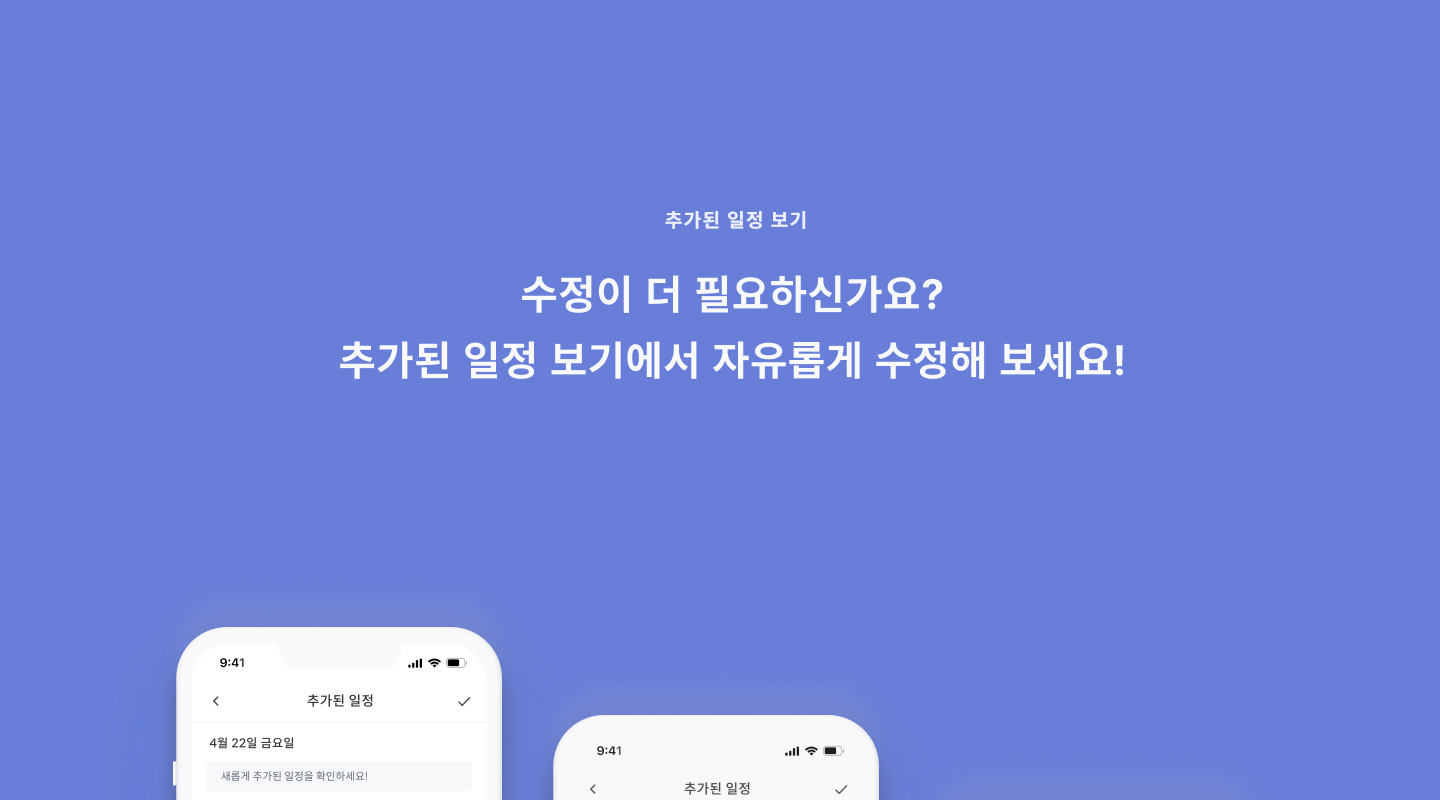 추가된 일정 보기
수정이 더 필요하신가요?
추가된 일정 보기에서 자유롭게 수정해 보세요!
9:41
추가된 일정
4월 22일 금요일
새롭게 추가된 일정을 확인하세요!
9:41
추가된 일정